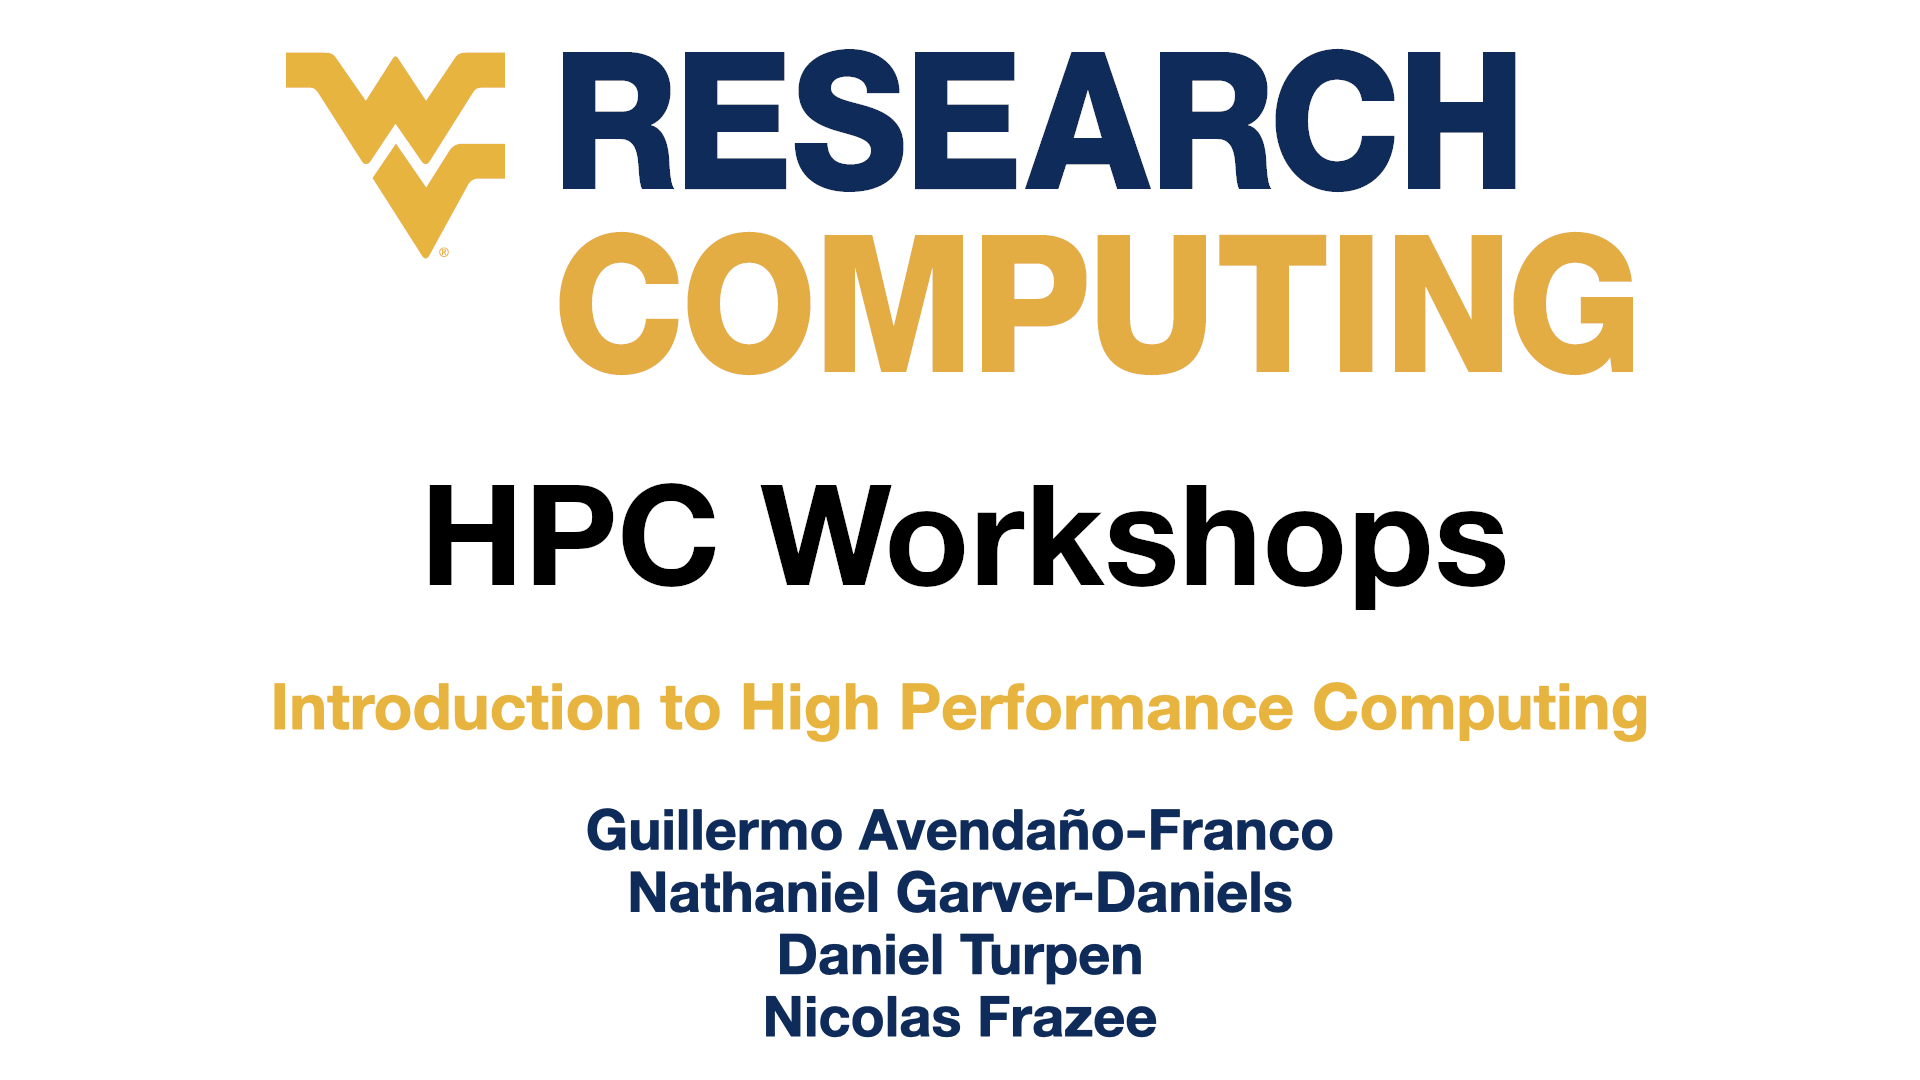 RESEARCH
COMPUTING
HPC Workshops
Introduction to High Performance Computing
Guillermo Avendaño-Franco
Nathaniel Garver-Daniels
Daniel Turpen
Nicolas Frazee